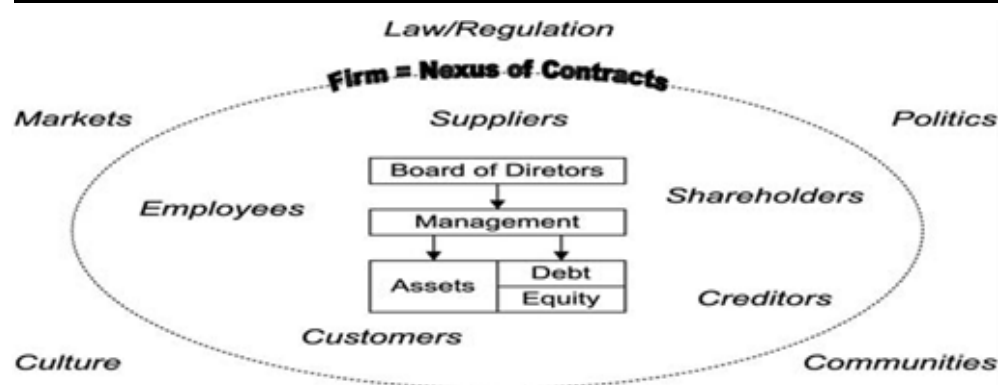 Law/Regulation
Firm = Nexus of Contracts
Markets
Suppliers
Politics
Board of Diretors
Employees
Shareholders
Management
Assets
Debt
Equity
Creditors
Customers
Culture
Communities